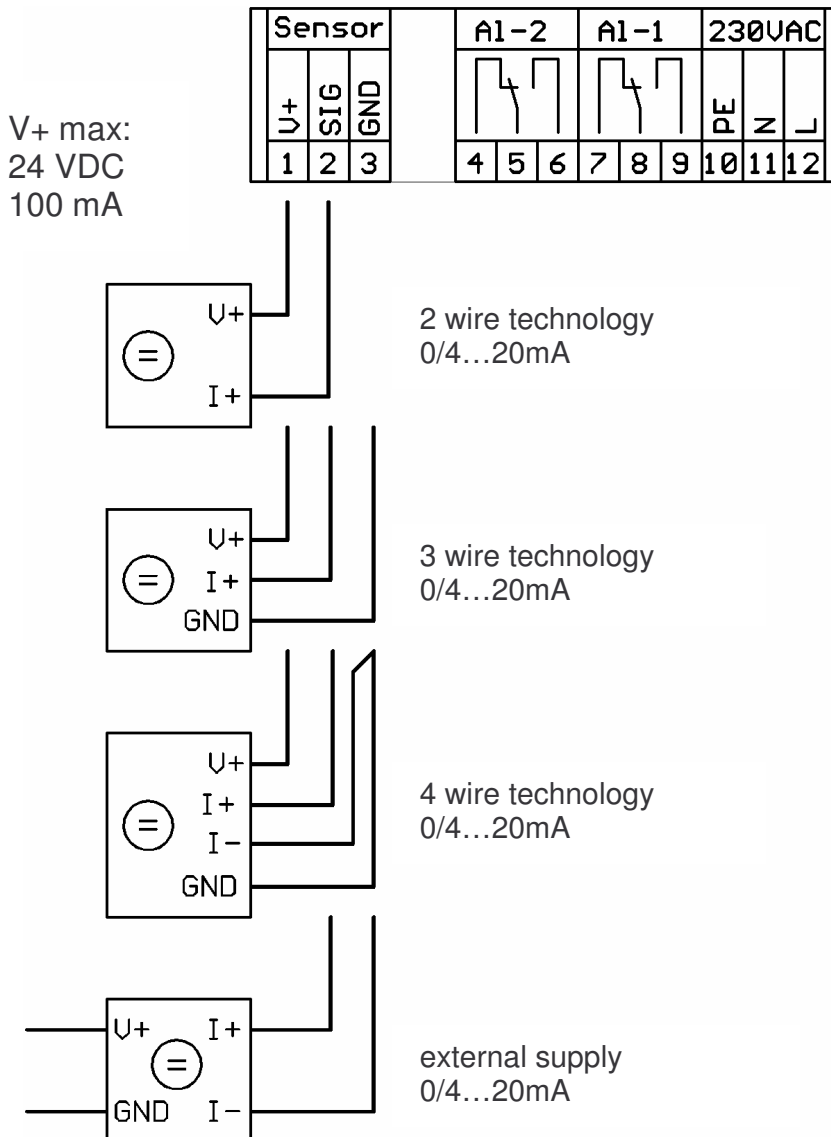 Sensor
Al-2 Al-1 230VAC
V+ SIG GND
PE N L
1 2 3 4 5 6 7 8 9 10 11 12
V+ max:
24 VDC
100 mA
V+
=
I+
2 wire technology
0/4…20mA
V+
= I+
GND
3 wire technology
0/4…20mA
V+
I+
=
I-
GND
4 wire technology
0/4…20mA
V+ I+
=
GND I-
external supply
0/4…20mA